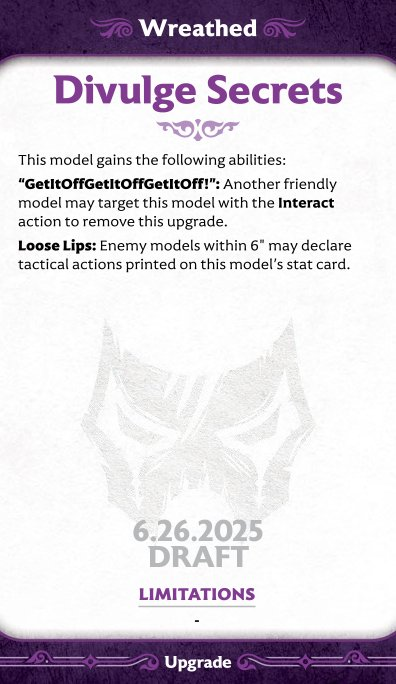 Wreathed
Divulge Secrets
This model gains the following abilities:
“GetItOffGetItOffGetItOff!”: Another friendly
model may target this model with the Interact
action to remove this upgrade.
Loose Lips: Enemy models within 6" may declare
tactical actions printed on this model’s stat card.
6.26.2025
DRAFT
LIMITATIONS
-
Upgrade